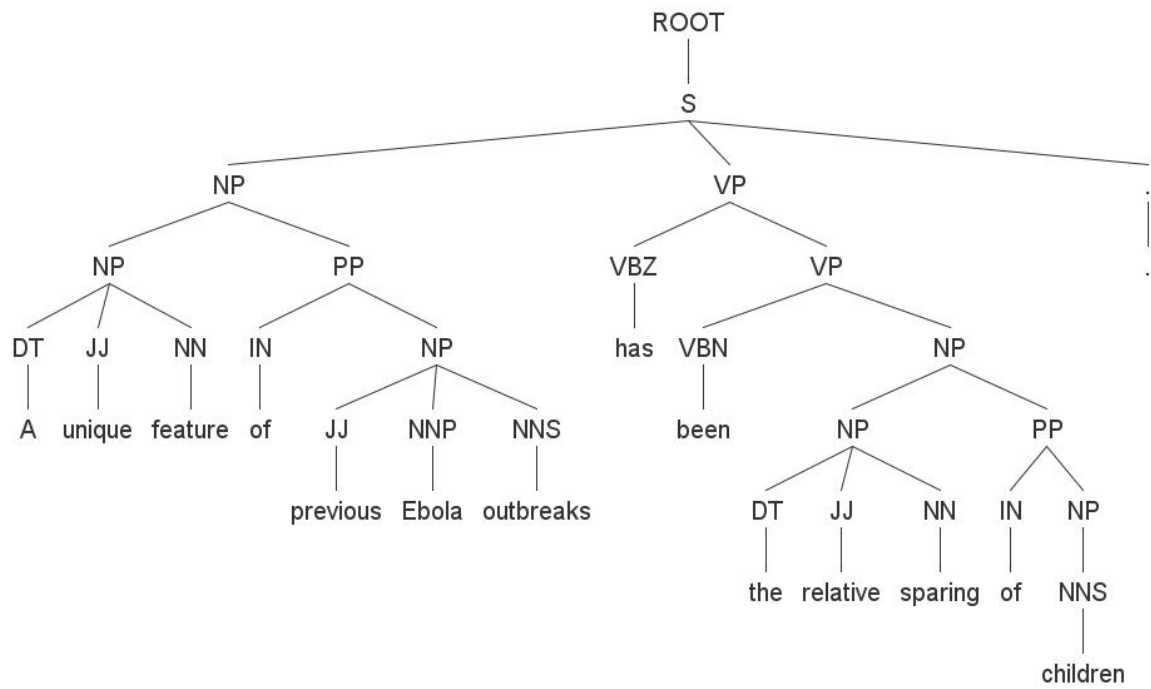 ROOT
S
NP VP .
NP PP VBZ VP .
DT JJ NN IN NP has VBN NP
A unique feature of JJ NNP NNS been NP PP
previous Ebola outbreaks DT JJ NN IN NP
the relative sparing of NNS
children